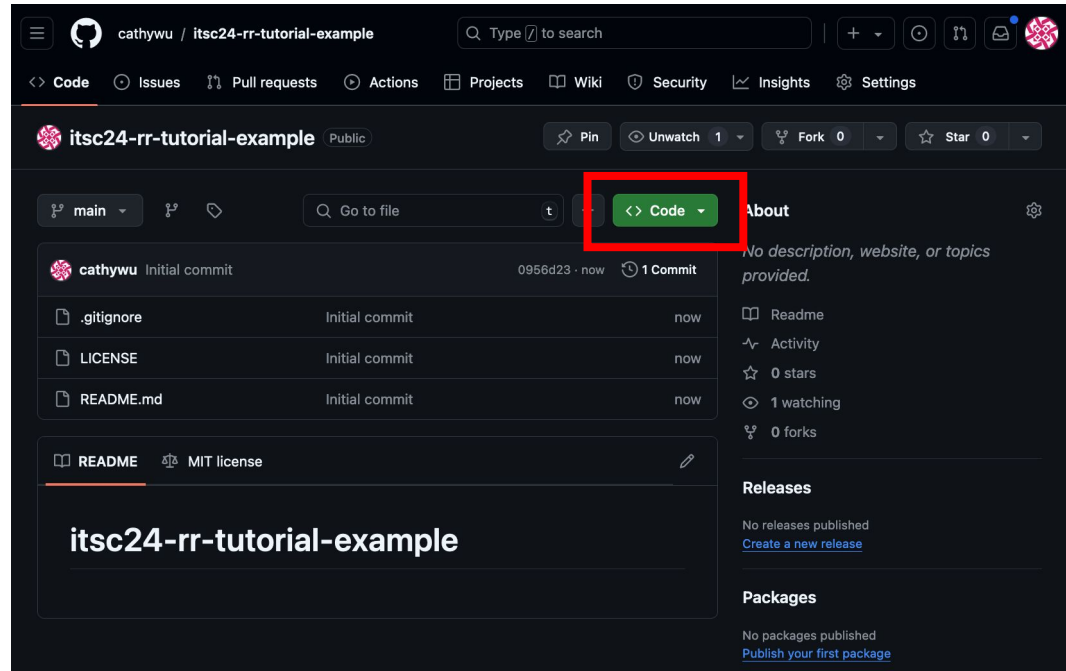 cathywu / itsc24-rr-tutorial-example Type / to search
<> Code Issues Pull requests Actions Projects Wiki Security Insights Settings
itsc24-rr-tutorial-example Public Pin Unwatch 1 Fork 0 Star 0
main Go to file t + <> Code About
No description, website, or topics
provided.
cathywu Initial commit 0956d23 · now 1 Commit
.gitignore Initial commit now
LICENSE Initial commit now
README.md Initial commit now
Readme
Activity
0 stars
1 watching
0 forks
README MIT license
itsc24-rr-tutorial-example
Releases
No releases published
Create a new release
Packages
No packages published
Publish your first package